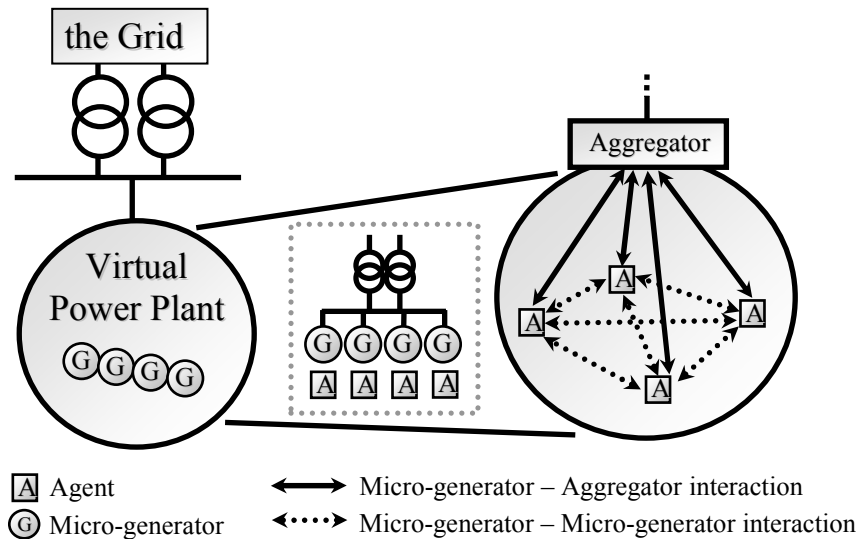 the Grid
Virtual
Power Plant
G G G G
G G G G
A A A A
Aggregator
A
A
A
A
A Agent
G Micro-generator
Micro-generator – Aggregator interaction
Micro-generator – Micro-generator interaction